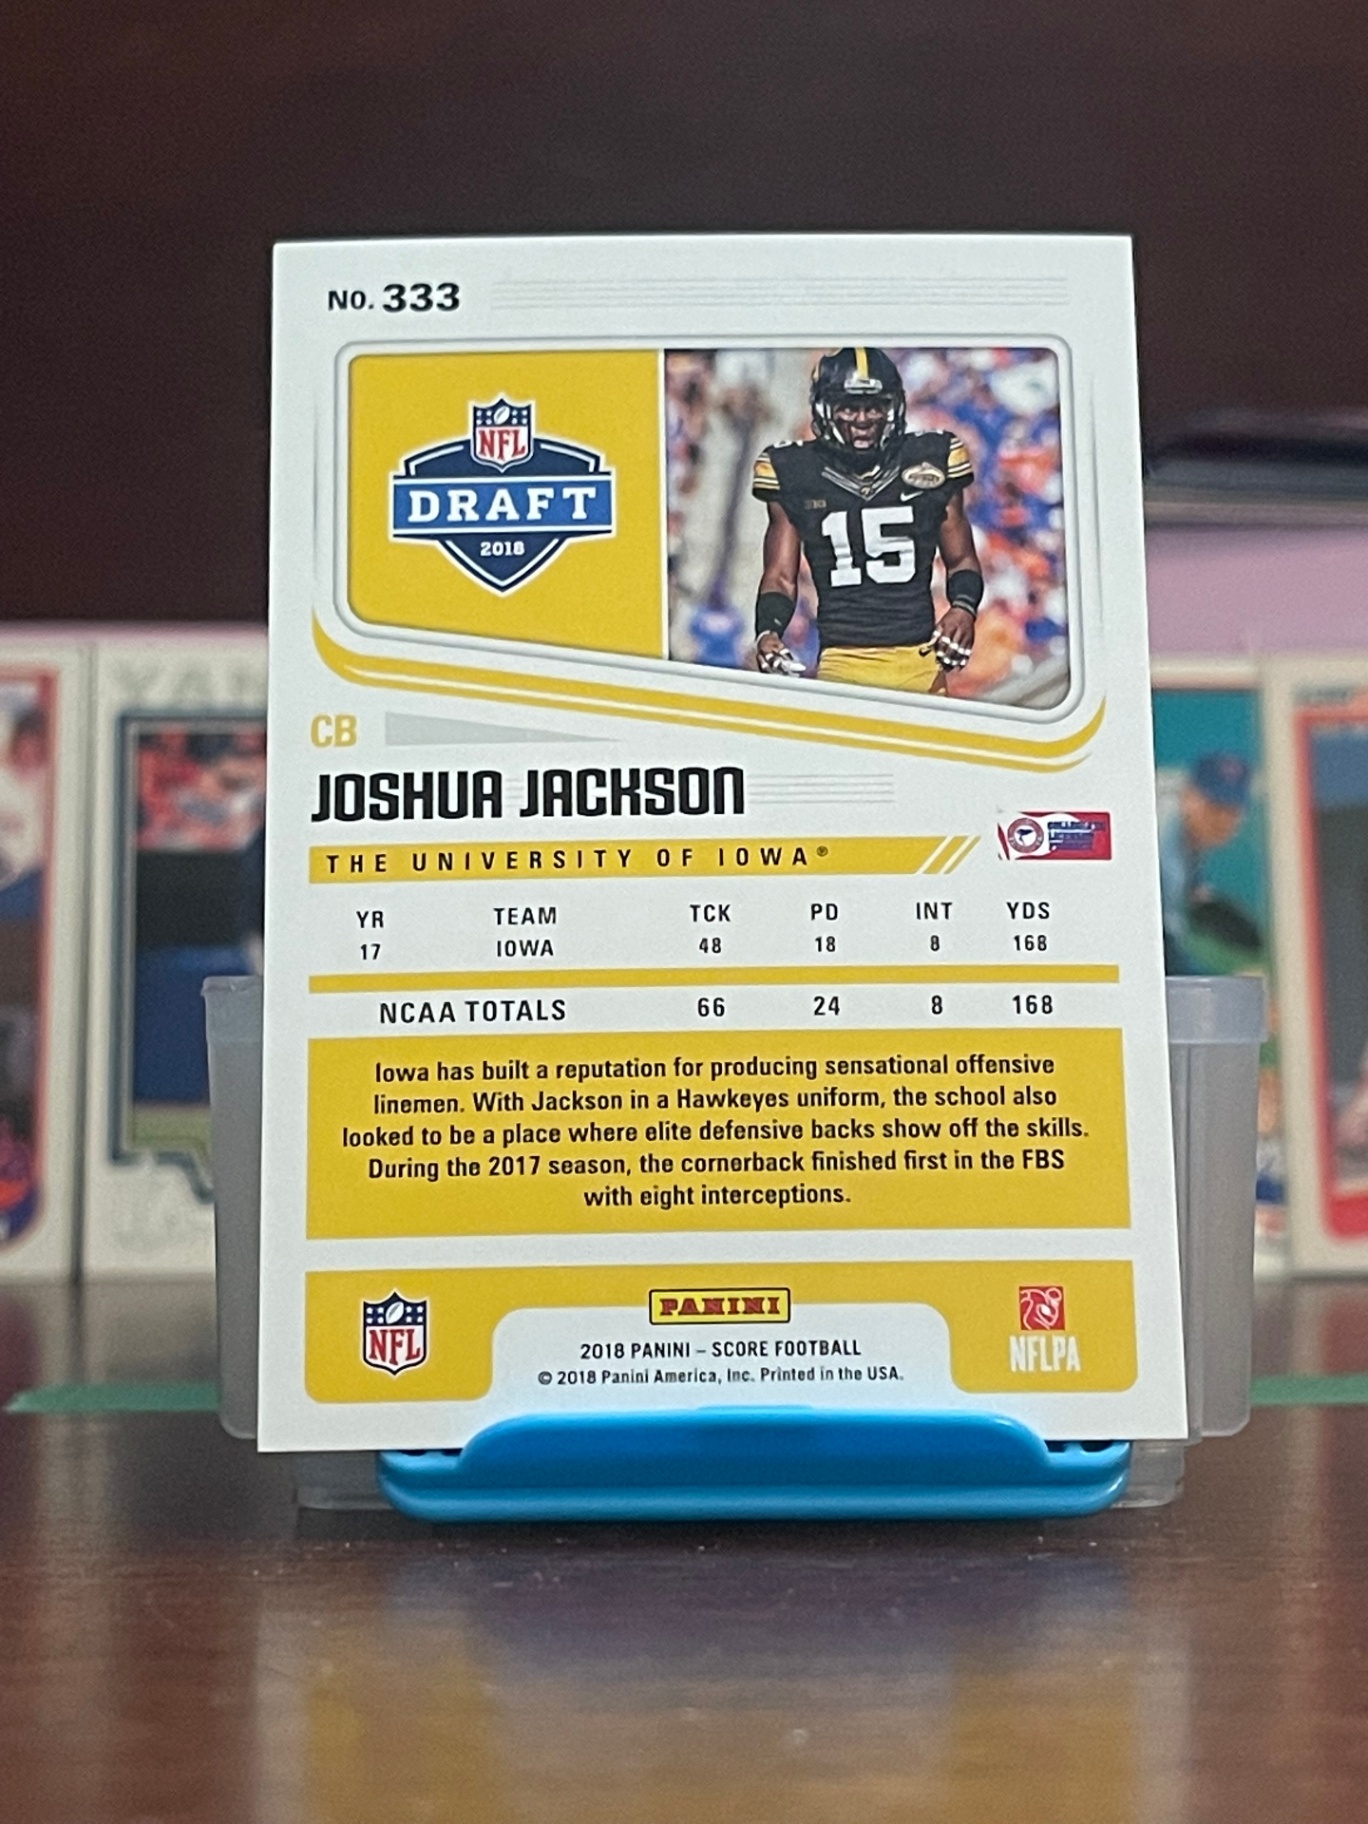 NO. 333
NFL
DRAFT
2018
15
CB
JOSHUA JACKSON
THE UNIVERSITY OF IOWA®
YR TEAM TCK PD INT YDS
17 IOWA 48 18 8 168
NCAA TOTALS 66 24 8 168
Iowa has built a reputation for producing sensational offensive
linemen. With Jackson in a Hawkeyes uniform, the school also
looked to be a place where elite defensive backs show off the skills.
During the 2017 season, the cornerback finished first in the FBS
with eight interceptions.
NFL
PANINI
NFLPA
2018 PANINI – SCORE FOOTBALL
© 2018 Panini America, Inc. Printed in the USA.